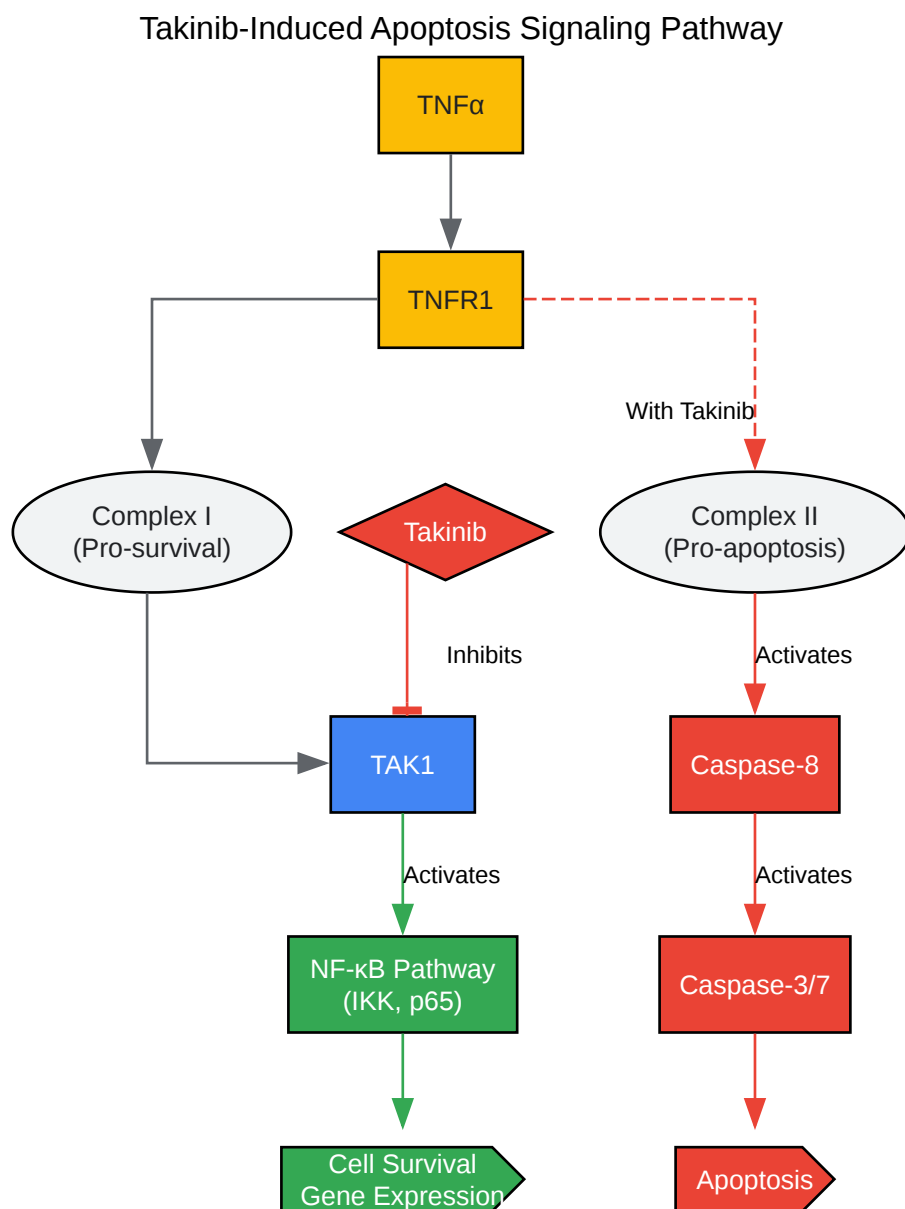 Takinib-Induced Apoptosis Signaling Pathway
TNFα
TNFR1
With Takinib
Complex I
(Pro-survival)
Takinib
Complex II
(Pro-apoptosis)
Inhibits
Activates
TAK1
Caspase-8
Activates
Activates
NF-κB Pathway
(IKK, p65)
Caspase-3/7
Cell Survival
Gene Expression
Apoptosis